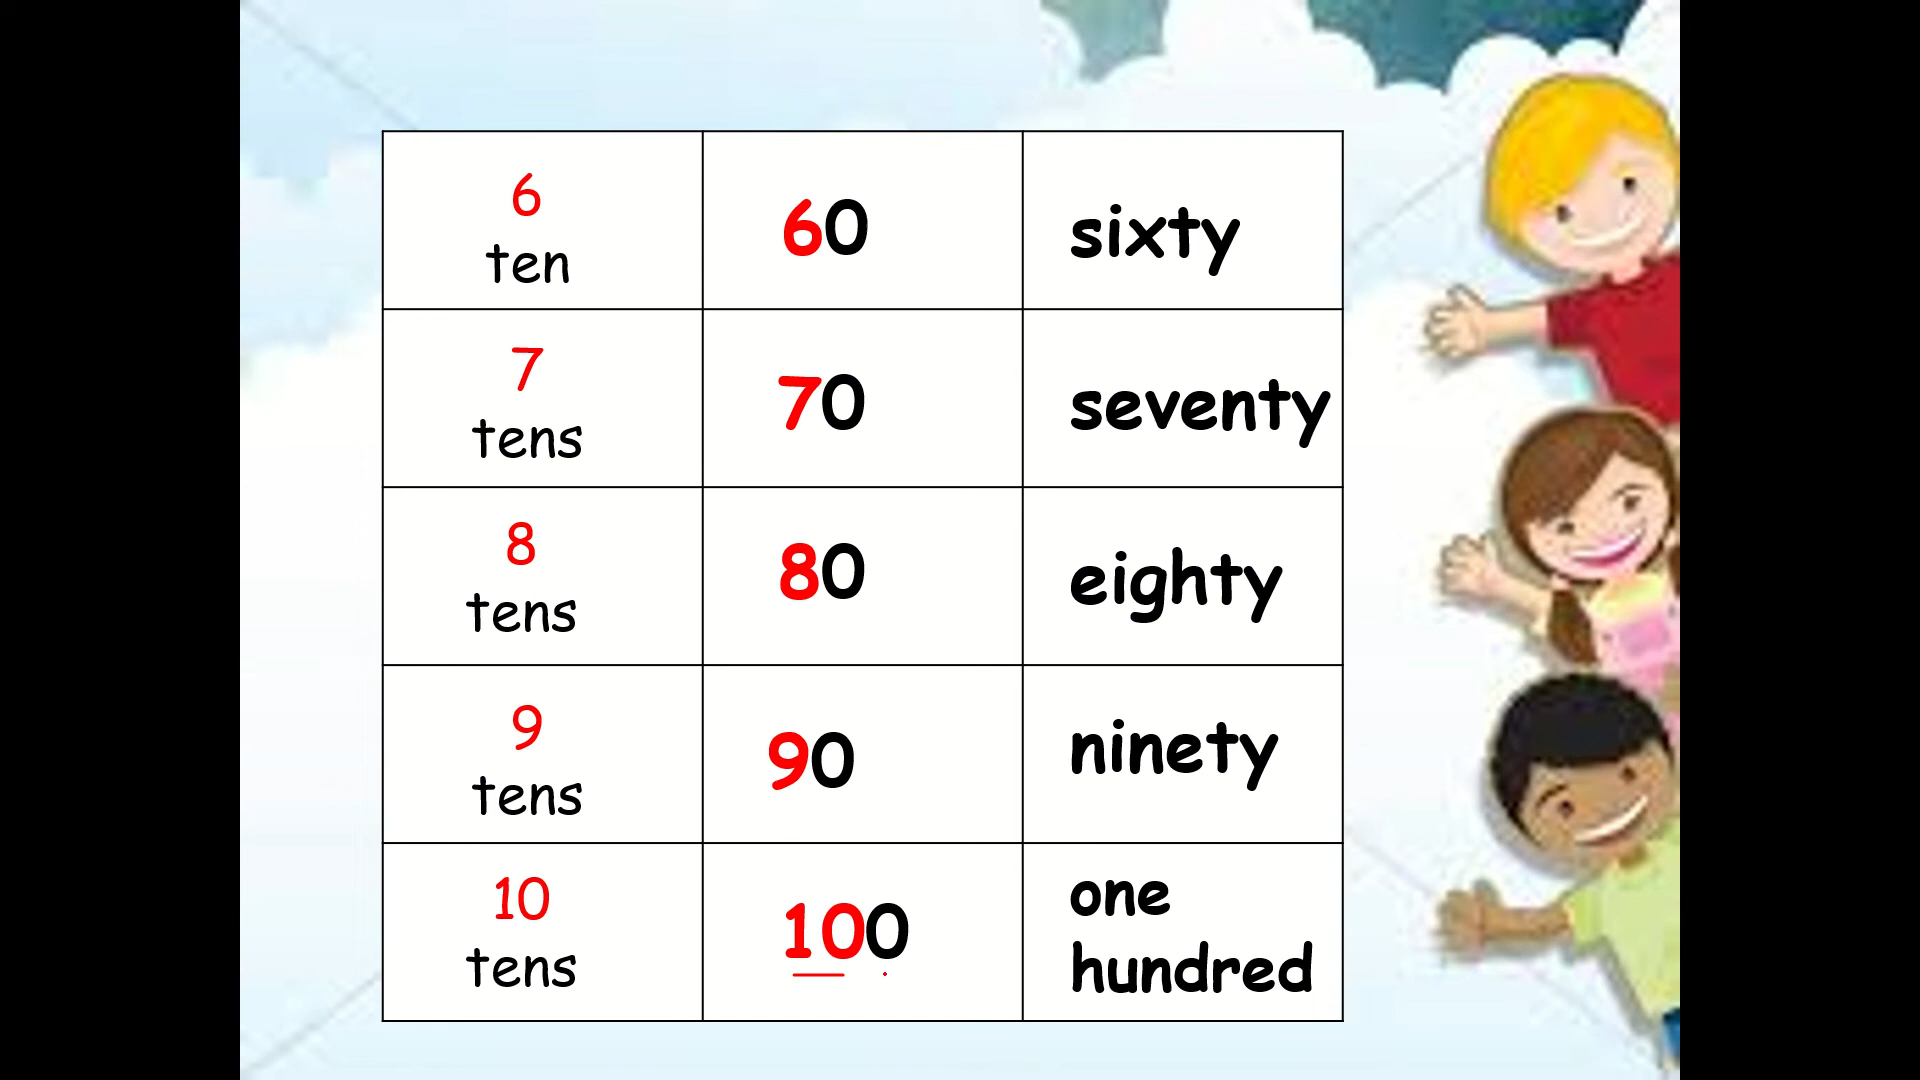 6
ten
60
sixty
7
tens
70
seventy
8
tens
80
eighty
9
tens
90
ninety
10
tens
100
one
hundred